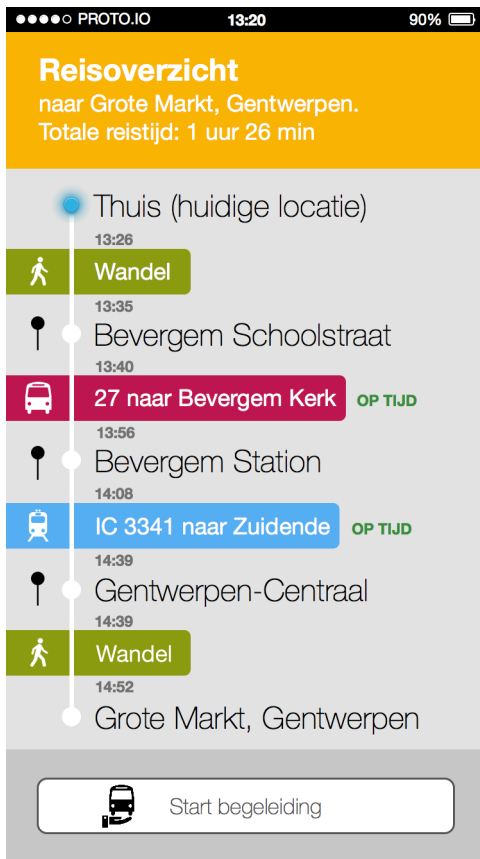 PROTO.IO 13:20 90%
Reisoverzicht
naar Grote Markt, Gentwerpen.
Totale reistijd: 1 uur 26 min
Thuis (huidige locatie)
13:26
Wandel
13:35
Bevergem Schoolstraat
13:40
27 naar Bevergem Kerk OP TIJD
13:56
Bevergem Station
14:08
IC 3341 naar Zuidende OP TIJD
14:39
Gentwerpen-Centraal
14:39
Wandel
14:52
Grote Markt, Gentwerpen
Start begeleiding